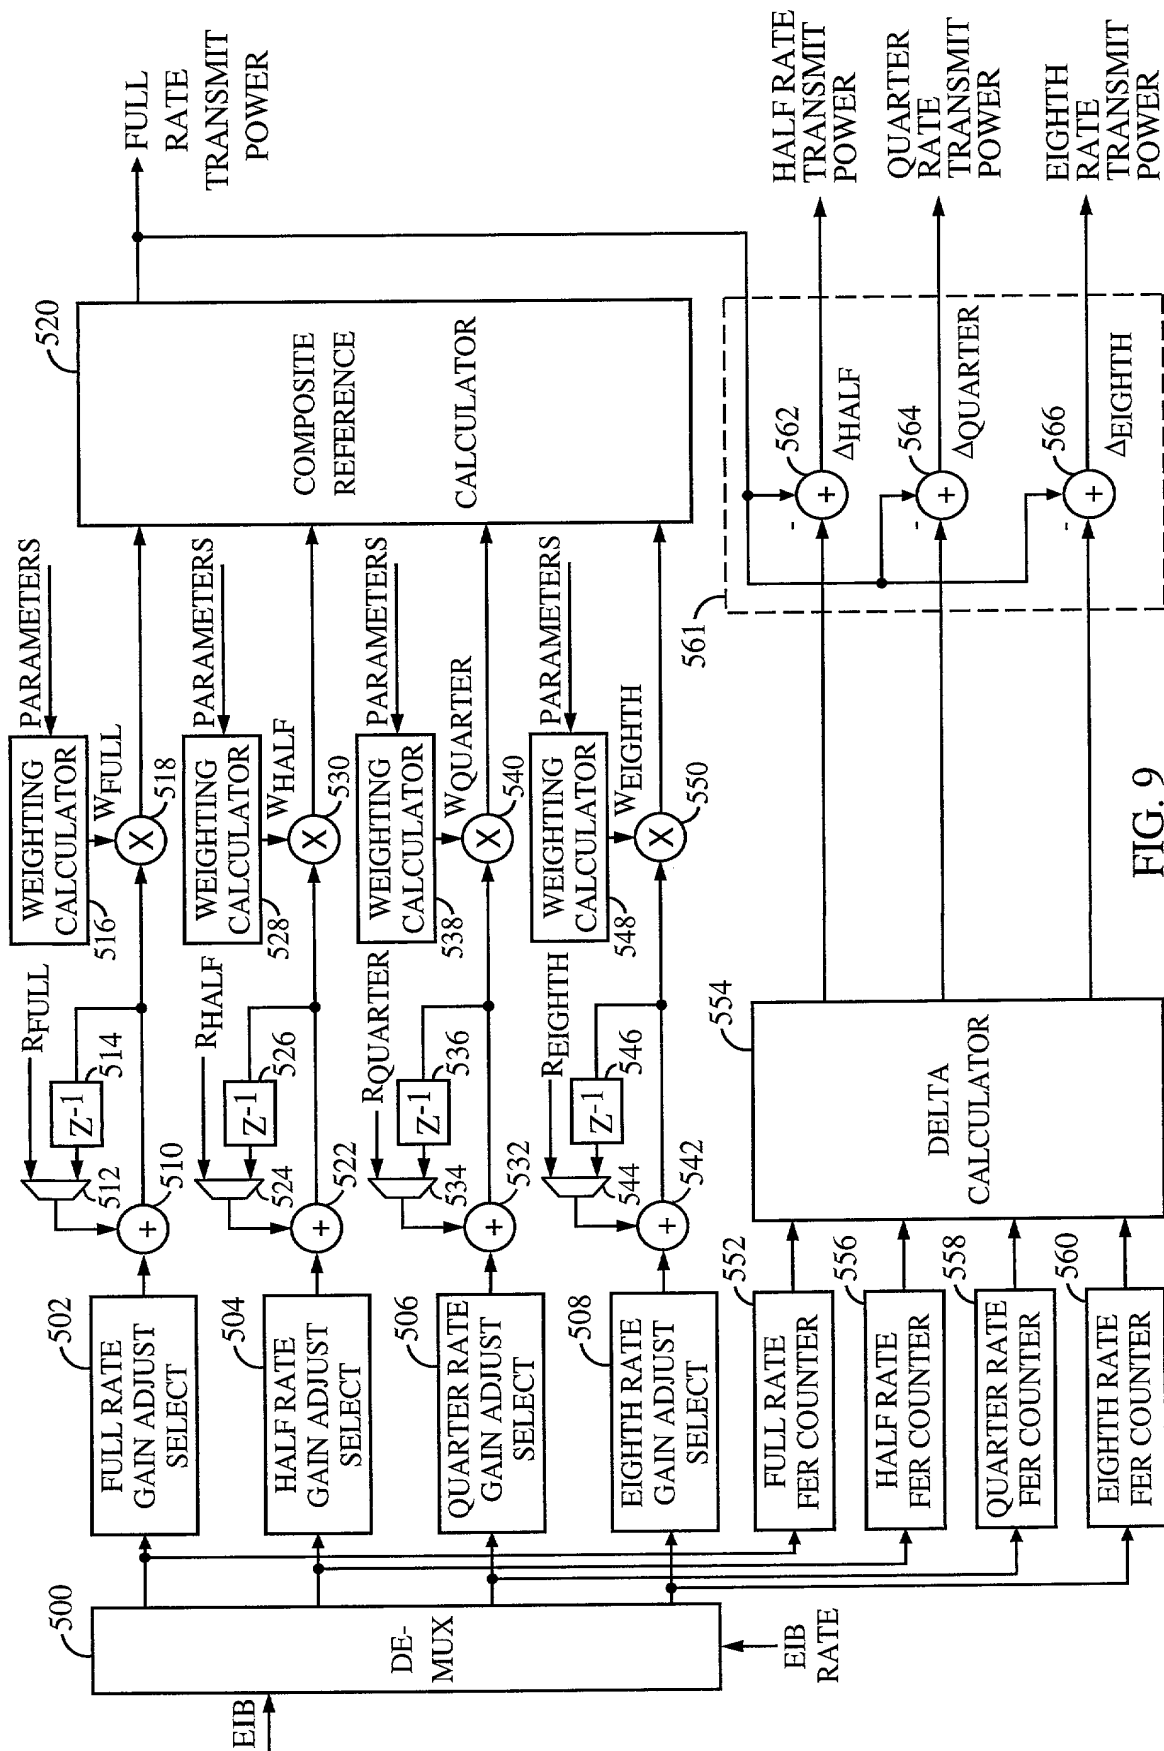 EIB
500
DE-
MUX
EIB
RATE
502
FULL RATE
GAIN ADJUST
SELECT
504
HALF RATE
GAIN ADJUST
SELECT
506
QUARTER RATE
GAIN ADJUST
SELECT
508
EIGHTH RATE
GAIN ADJUST
SELECT
552
FULL RATE
FER COUNTER
556
HALF RATE
FER COUNTER
558
QUARTER RATE
FER COUNTER
560
EIGHTH RATE
FER COUNTER
RFULL
512
Z-1
514
+
510
RHALF
524
Z-1
526
+
522
RQUARTER
534
Z-1
536
+
532
REIGHTH
544
Z-1
546
+
542
554
DELTA
CALCULATOR
PARAMETERS
WEIGHTING
CALCULATOR
516
WFULL
X
518
PARAMETERS
WEIGHTING
CALCULATOR
528
WHALF
X
530
PARAMETERS
WEIGHTING
CALCULATOR
538
WQUARTER
X
540
PARAMETERS
WEIGHTING
CALCULATOR
548
WEIGHTH
X
550
520
COMPOSITE
REFERENCE
CALCULATOR
561
-
+
562
ΔHALF
-
+
564
ΔQUARTER
-
+
566
ΔEIGHTH
FULL
RATE
TRANSMIT
POWER
HALF RATE
TRANSMIT
POWER
QUARTER
RATE
TRANSMIT
POWER
EIGHTH
RATE
TRANSMIT
POWER
FIG. 9